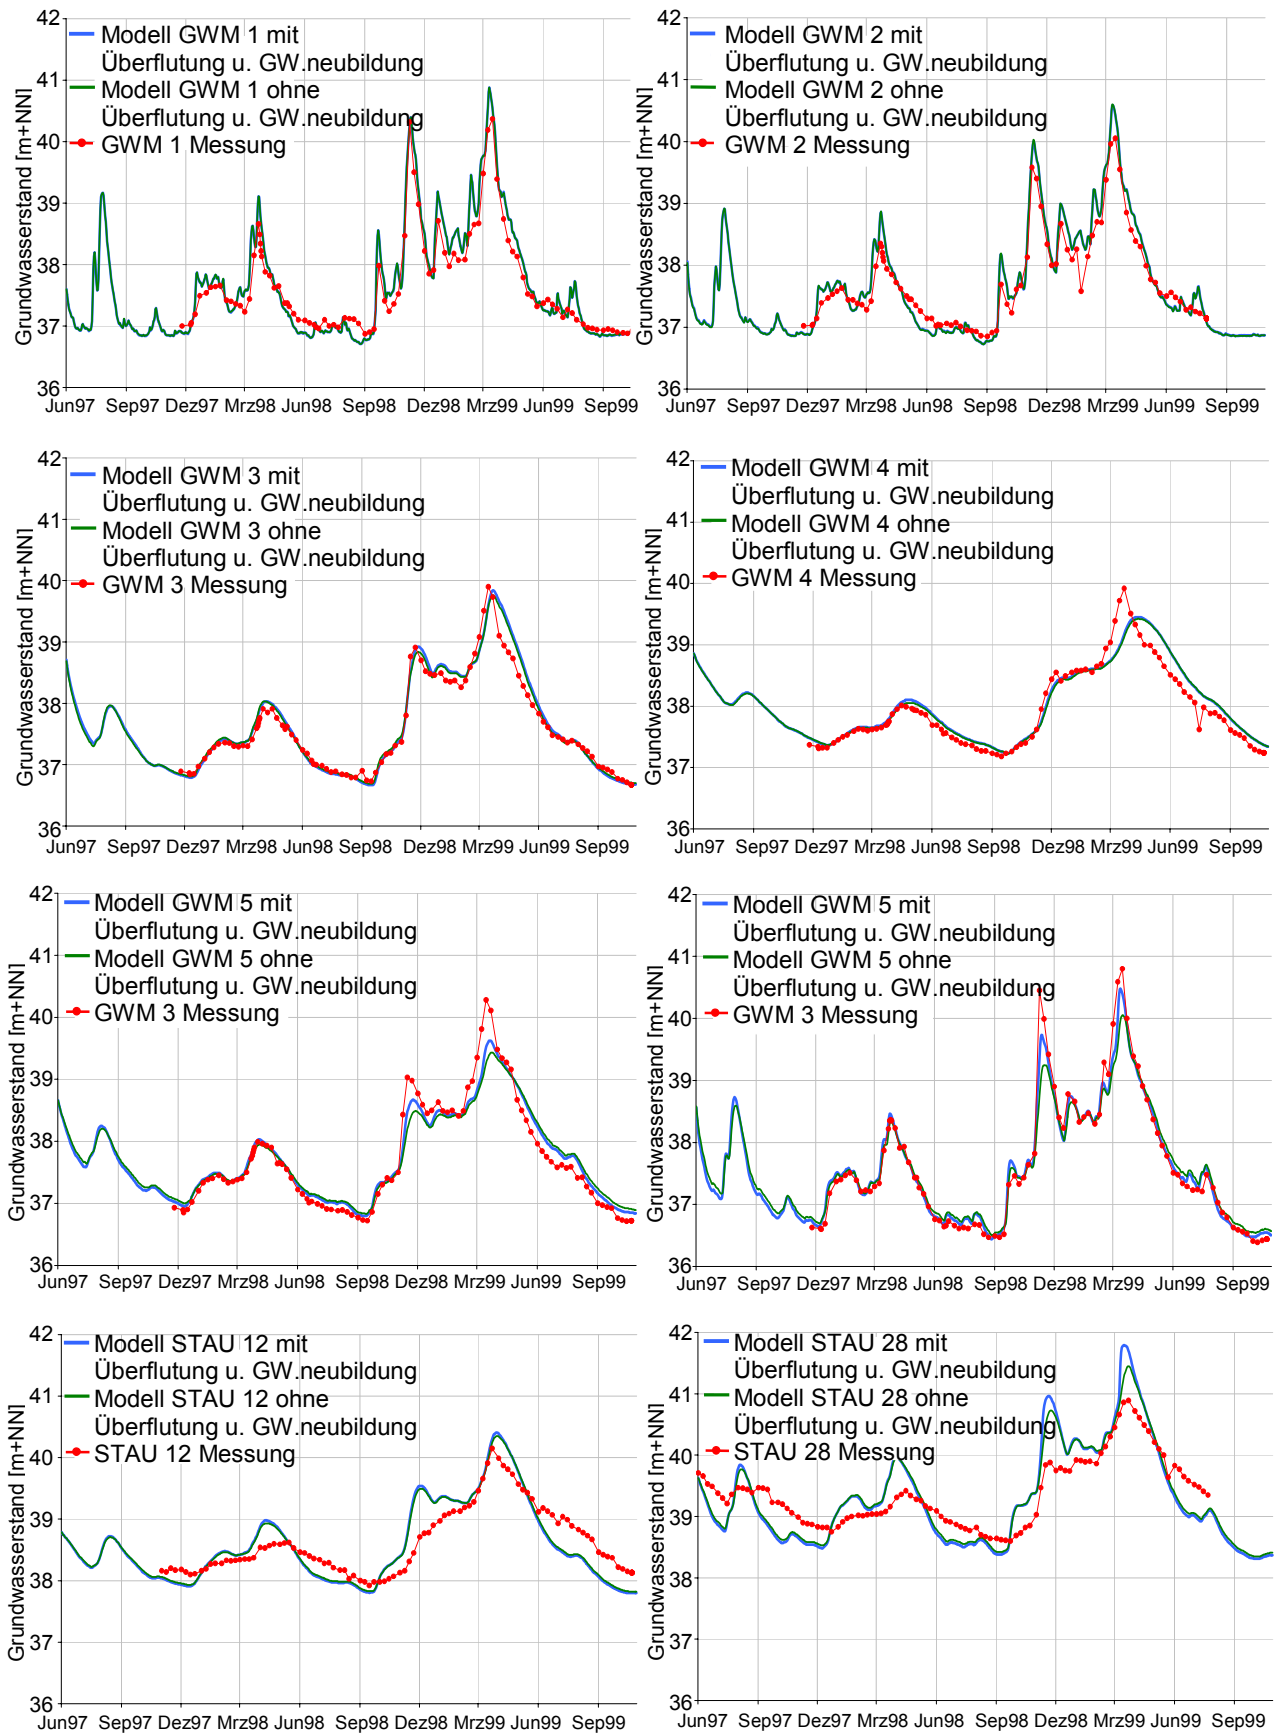 42
41
40
39
38
37
36
Grundwasserstand [m+NN]
Modell GWM 1 mit
Überflutung u. GW.neubildung
Modell GWM 1 ohne
Überflutung u. GW.neubildung
GWM 1 Messung
Jun97 Sep97 Dez97 Mrz98 Jun98 Sep98 Dez98 Mrz99 Jun99 Sep99
42
41
40
39
38
37
36
Grundwasserstand [m+NN]
Modell GWM 2 mit
Überflutung u. GW.neubildung
Modell GWM 2 ohne
Überflutung u. GW.neubildung
GWM 2 Messung
Jun97 Sep97 Dez97 Mrz98 Jun98 Sep98 Dez98 Mrz99 Jun99 Sep99
42
41
40
39
38
37
36
Grundwasserstand [m+NN]
Modell GWM 3 mit
Überflutung u. GW.neubildung
Modell GWM 3 ohne
Überflutung u. GW.neubildung
GWM 3 Messung
Jun97 Sep97 Dez97 Mrz98 Jun98 Sep98 Dez98 Mrz99 Jun99 Sep99
42
41
40
39
38
37
36
Grundwasserstand [m+NN]
Modell GWM 4 mit
Überflutung u. GW.neubildung
Modell GWM 4 ohne
Überflutung u. GW.neubildung
GWM 4 Messung
Jun97 Sep97 Dez97 Mrz98 Jun98 Sep98 Dez98 Mrz99 Jun99 Sep99
42
41
40
39
38
37
36
Grundwasserstand [m+NN]
Modell GWM 5 mit
Überflutung u. GW.neubildung
Modell GWM 5 ohne
Überflutung u. GW.neubildung
GWM 3 Messung
Jun97 Sep97 Dez97 Mrz98 Jun98 Sep98 Dez98 Mrz99 Jun99 Sep99
42
41
40
39
38
37
36
Grundwasserstand [m+NN]
Modell GWM 5 mit
Überflutung u. GW.neubildung
Modell GWM 5 ohne
Überflutung u. GW.neubildung
GWM 3 Messung
Jun97 Sep97 Dez97 Mrz98 Jun98 Sep98 Dez98 Mrz99 Jun99 Sep99
42
41
40
39
38
37
36
Grundwasserstand [m+NN]
Modell STAU 12 mit
Überflutung u. GW.neubildung
Modell STAU 12 ohne
Überflutung u. GW.neubildung
STAU 12 Messung
Jun97 Sep97 Dez97 Mrz98 Jun98 Sep98 Dez98 Mrz99 Jun99 Sep99
42
41
40
39
38
37
36
Grundwasserstand [m+NN]
Modell STAU 28 mit
Überflutung u. GW.neubildung
Modell STAU 28 ohne
Überflutung u. GW.neubildung
STAU 28 Messung
Jun97 Sep97 Dez97 Mrz98 Jun98 Sep98 Dez98 Mrz99 Jun99 Sep99